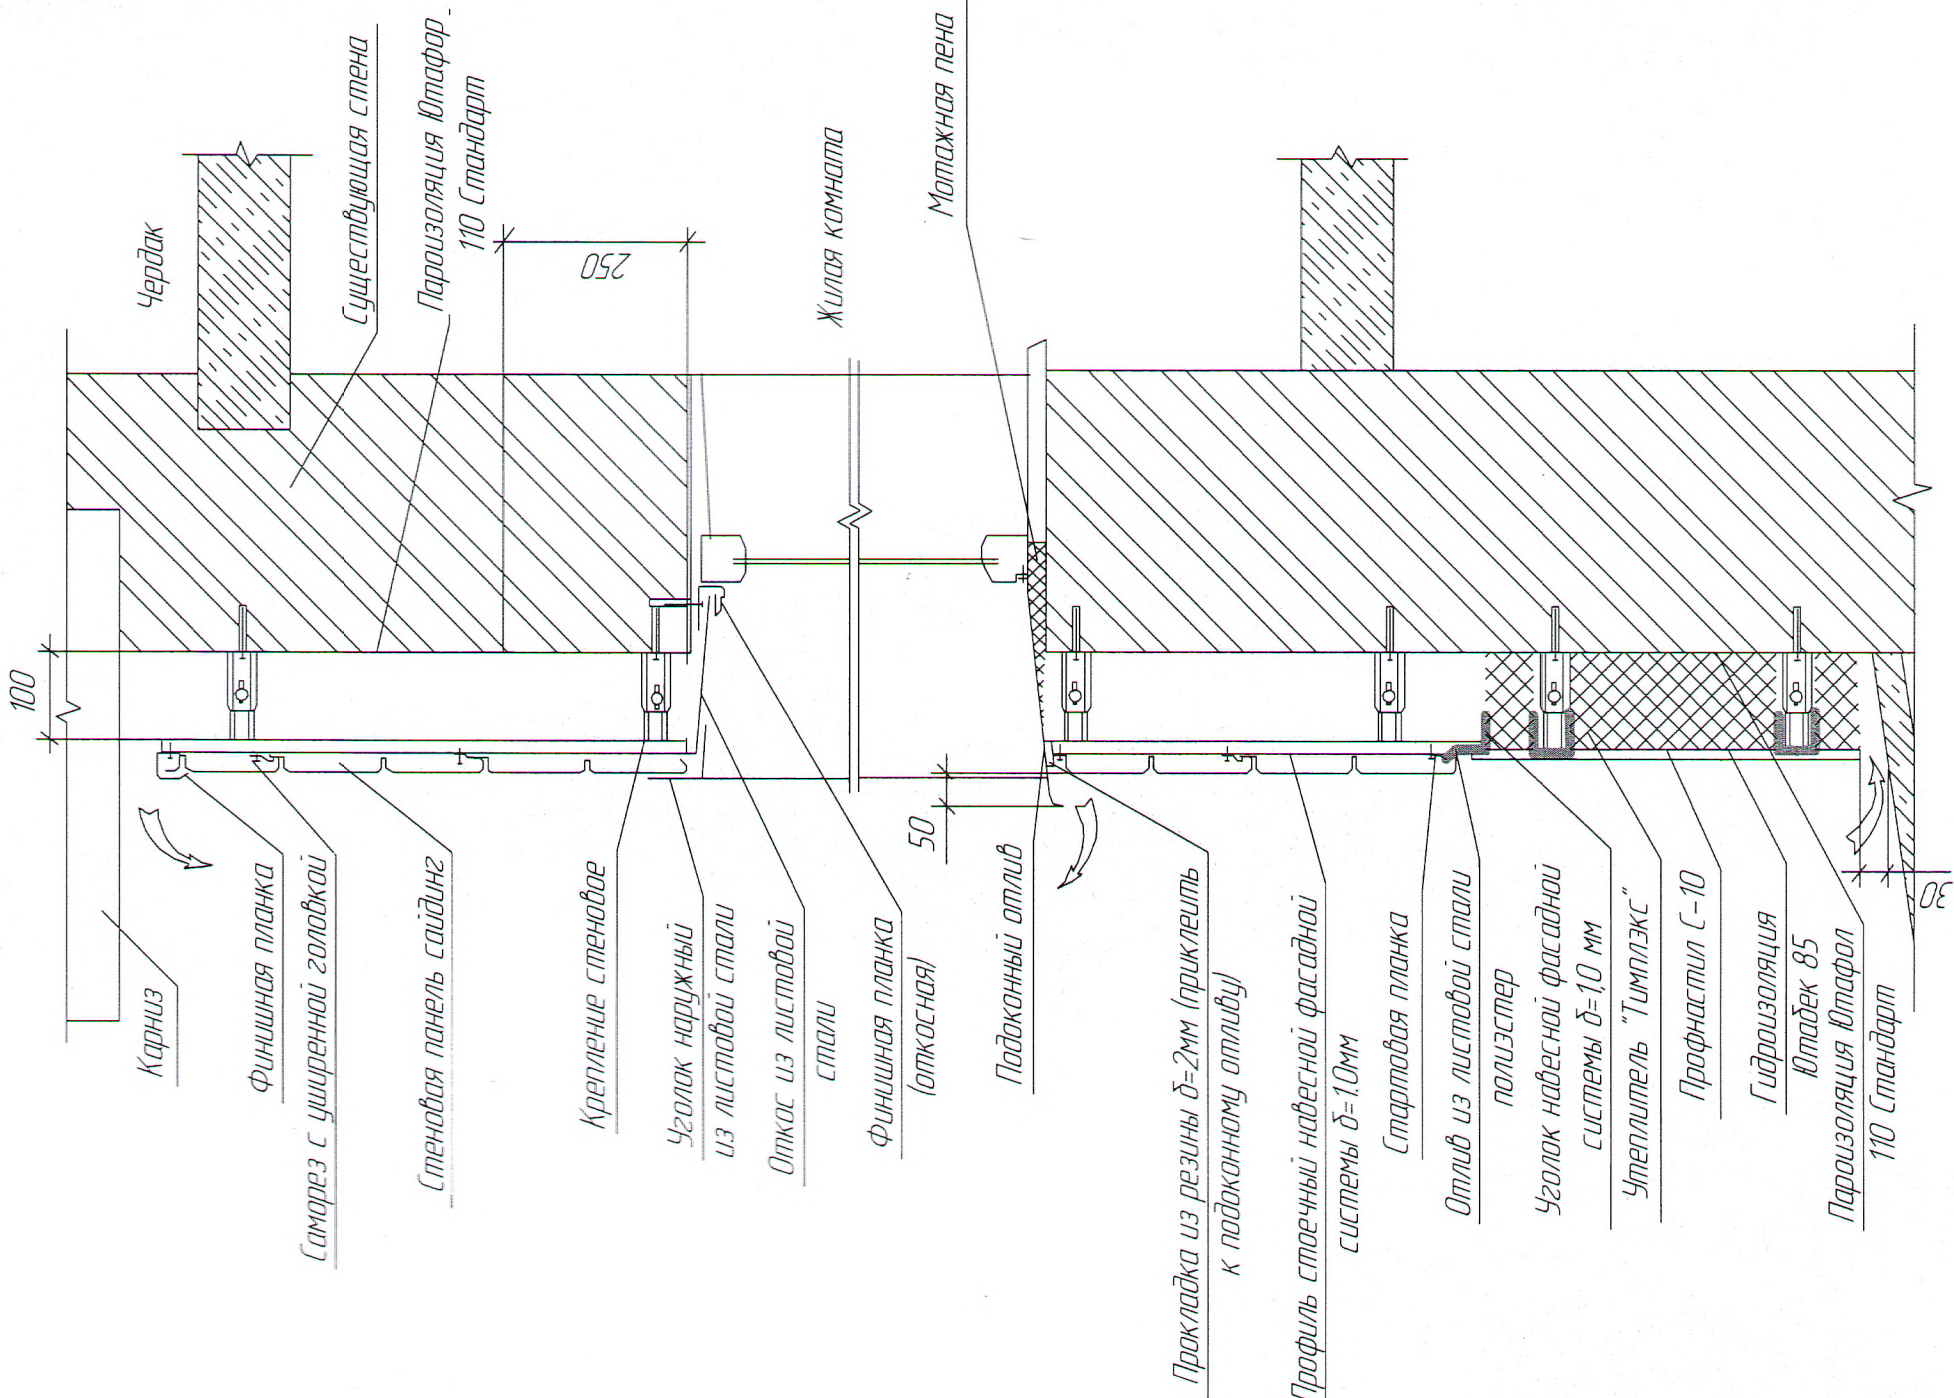 Чердак
Существующая стена
Пароизоляция Ютафор
110 Стандарт
250
Жилая комната
Мотажная пена
100
50
30
Карниз
Финишная планка
Саморез с уширенной головкой
Стеновая панель сайдинг
Крепление стеновое
Уголок наружный
из листовой стали
Откос из листовой
стали
Финишная планка
(откосная)
Подоконный отлив
Прокладка из резины δ=2мм (приклеить
к подоконному отливу)
Профиль стоечный навесной фасадной
системы δ=1.0мм
Стартовая планка
Отлив из листовой стали
полиэстер
Уголок навесной фасадной
системы δ=1,0 мм
Утеплитель "Тимплэкс"
Профнастил С-10
Гидроизоляция
Ютабек 85
Пароизоляция Ютафол
110 Стандарт